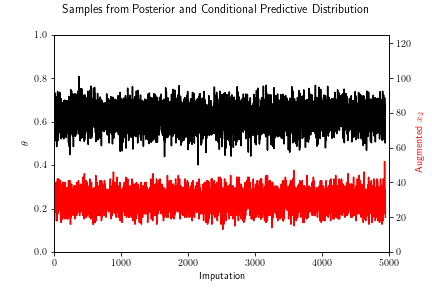 Samples from Posterior and Conditional Predictive Distribution
1.0
0.8
0.6
0.4
0.2
0.0
θ
120
100
80
60
40
20
0
Augmented x₂
0 1000 2000 3000 4000 5000
Imputation